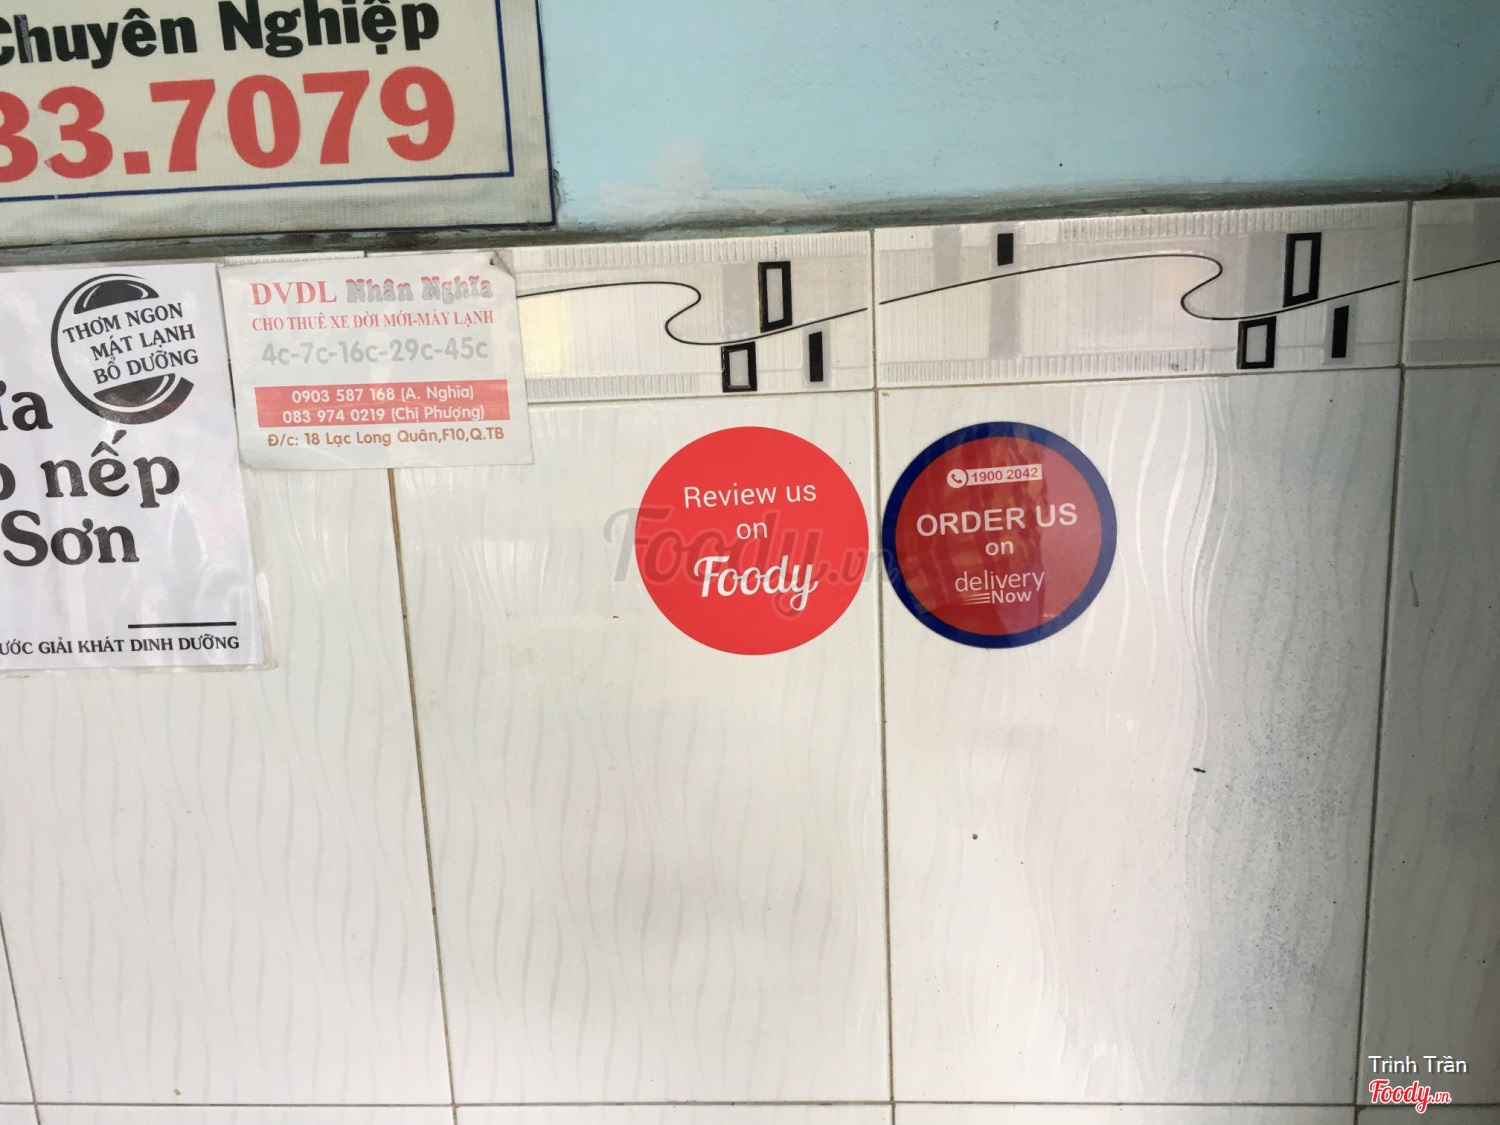 Chuyên Nghiệp
33.7079
THƠM NGON
MÁT LẠNH
BỔ DƯỠNG
nếp
Sơn
GIẢI KHÁT DINH DƯỠNG
DVDL Nhân Nghĩa
CHO THUÊ XE ĐỜI MỚI-MÁY LẠNH
4c-7c-16c-29c-45c
0903 587 168 (A. Nghĩa)
083 974 0219 (Chị Phượng)
Đ/c: 18 Lạc Long Quân,F10,Q.TB
Review us
on
Foody
Foody.vn
1900 2042
ORDER US
on
delivery
Now
Trinh Trần
Foody.vn